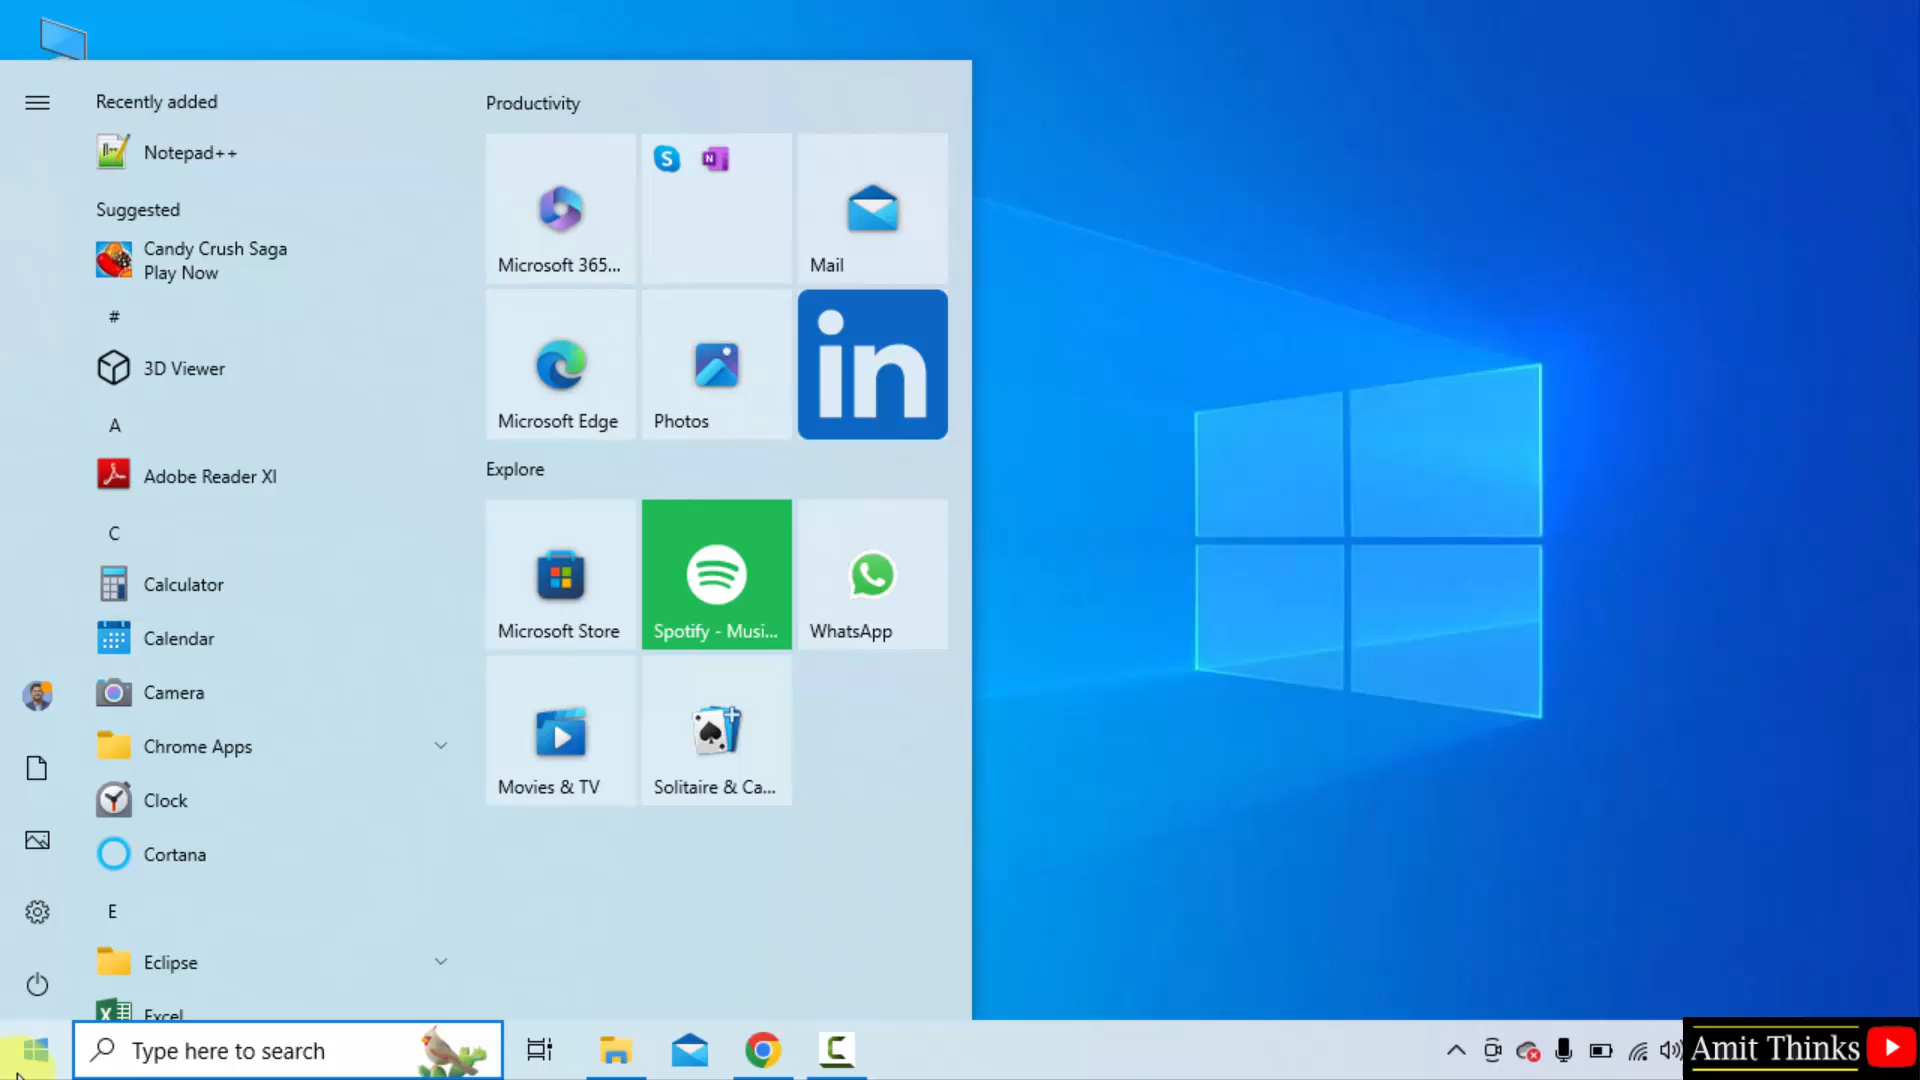 Recently added
Notepad++
Suggested
Candy Crush Saga
Play Now
#
3D Viewer
A
Adobe Reader XI
C
Calculator
Calendar
Camera
Chrome Apps
Clock
Cortana
E
Eclipse
Excel
Productivity
S
N
Microsoft 365...
Mail
Microsoft Edge
Photos
in
Explore
Microsoft Store
Spotify - Musi...
WhatsApp
Movies & TV
Solitaire & Ca...
Type here to search
Amit Thinks